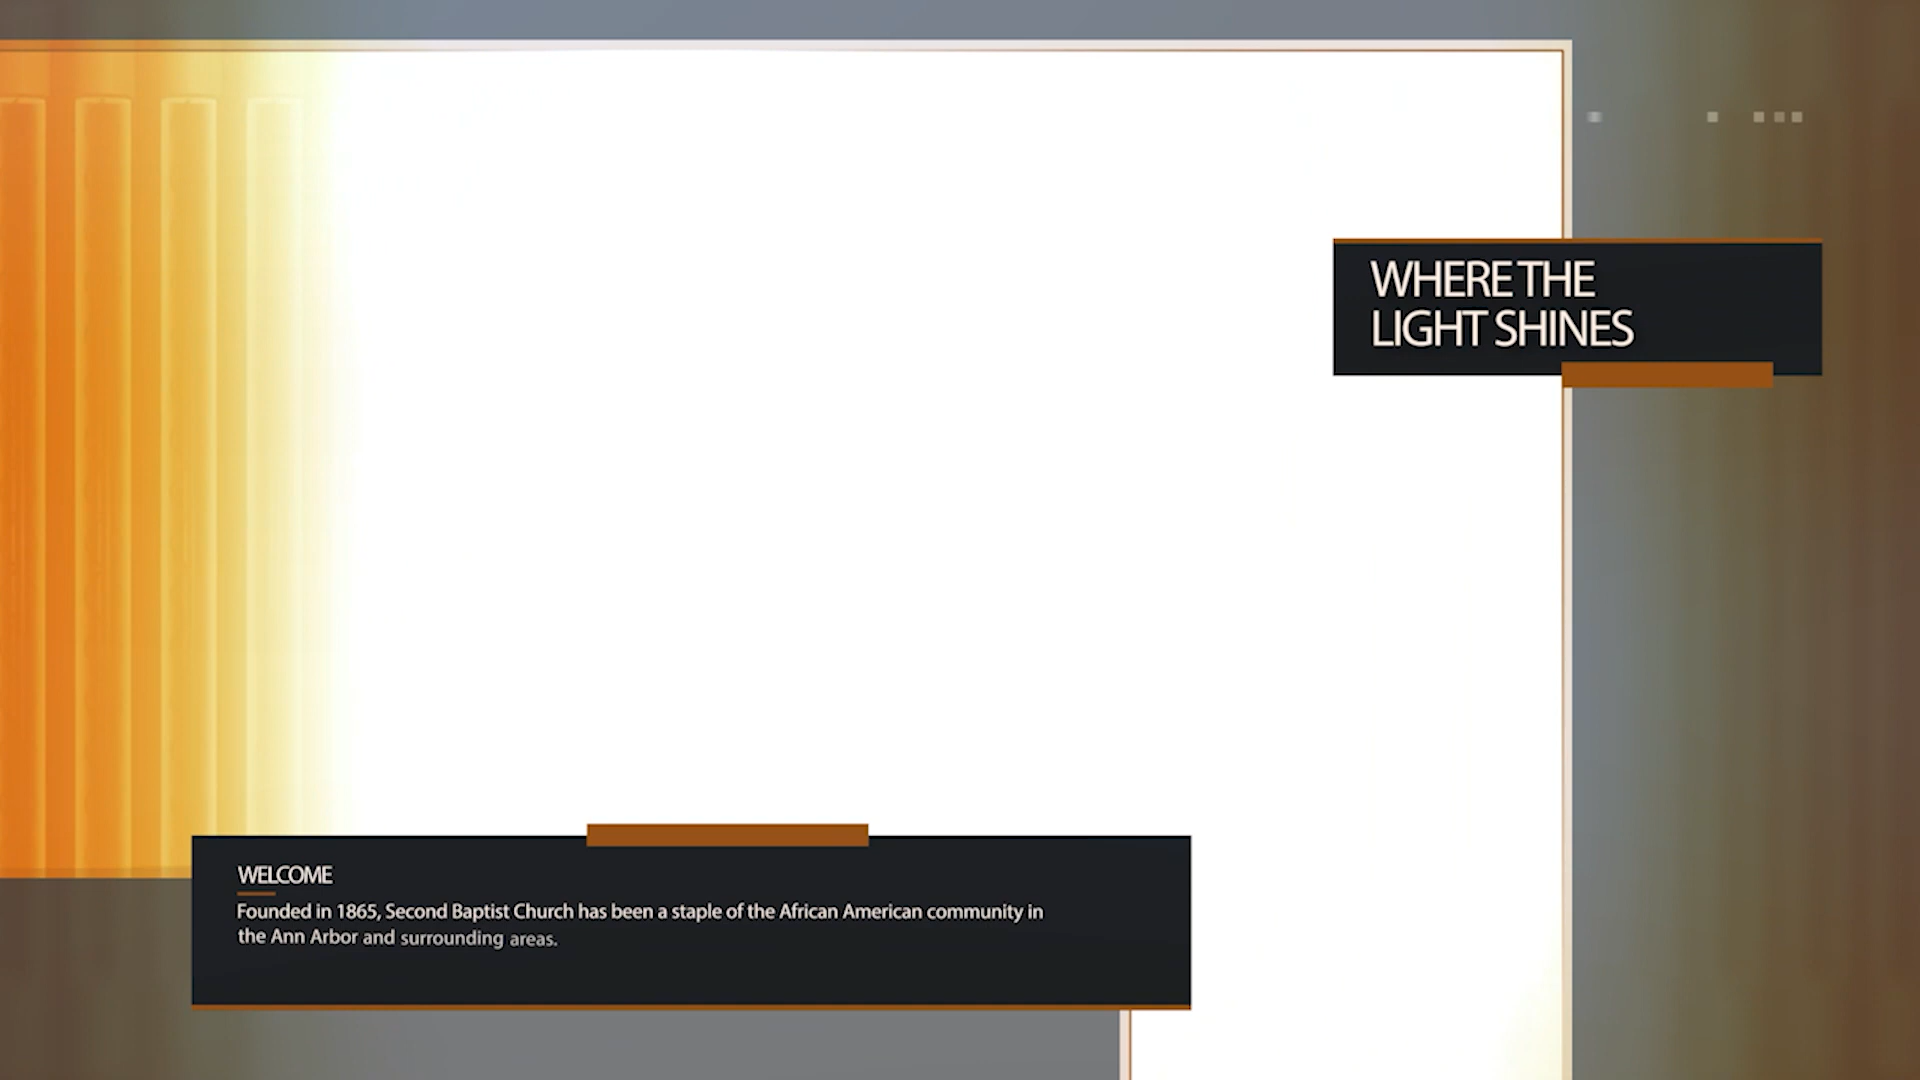 WHERE THE
LIGHT SHINES
WELCOME
Founded in 1865, Second Baptist Church has been a staple of the African American community in
the Ann Arbor and surrounding areas.